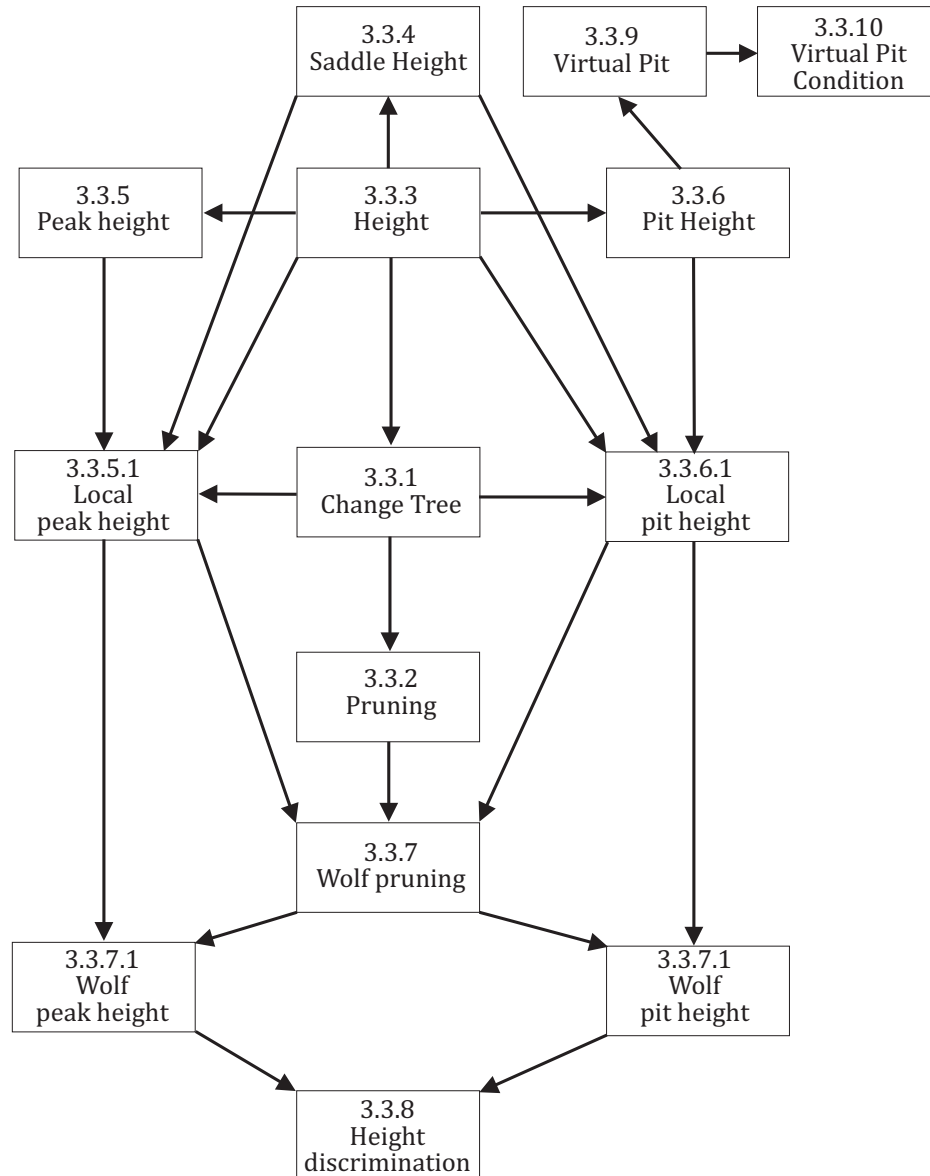 3.3.4
Saddle Height
3.3.9
Virtual Pit
3.3.10
Virtual Pit
Condition
3.3.5
Peak height
3.3.3
Height
3.3.6
Pit Height
3.3.5.1
Local
peak height
3.3.1
Change Tree
3.3.6.1
Local
pit height
3.3.2
Pruning
3.3.7
Wolf pruning
3.3.7.1
Wolf
peak height
3.3.7.1
Wolf
pit height
3.3.8
Height
discrimination